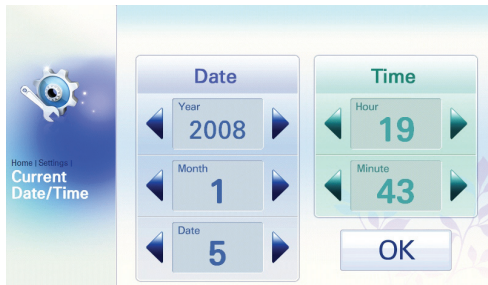 Home | Settings |
Current
Date/Time
Date
Year
2008
Month
1
Date
5
Time
Hour
19
Minute
43
OK